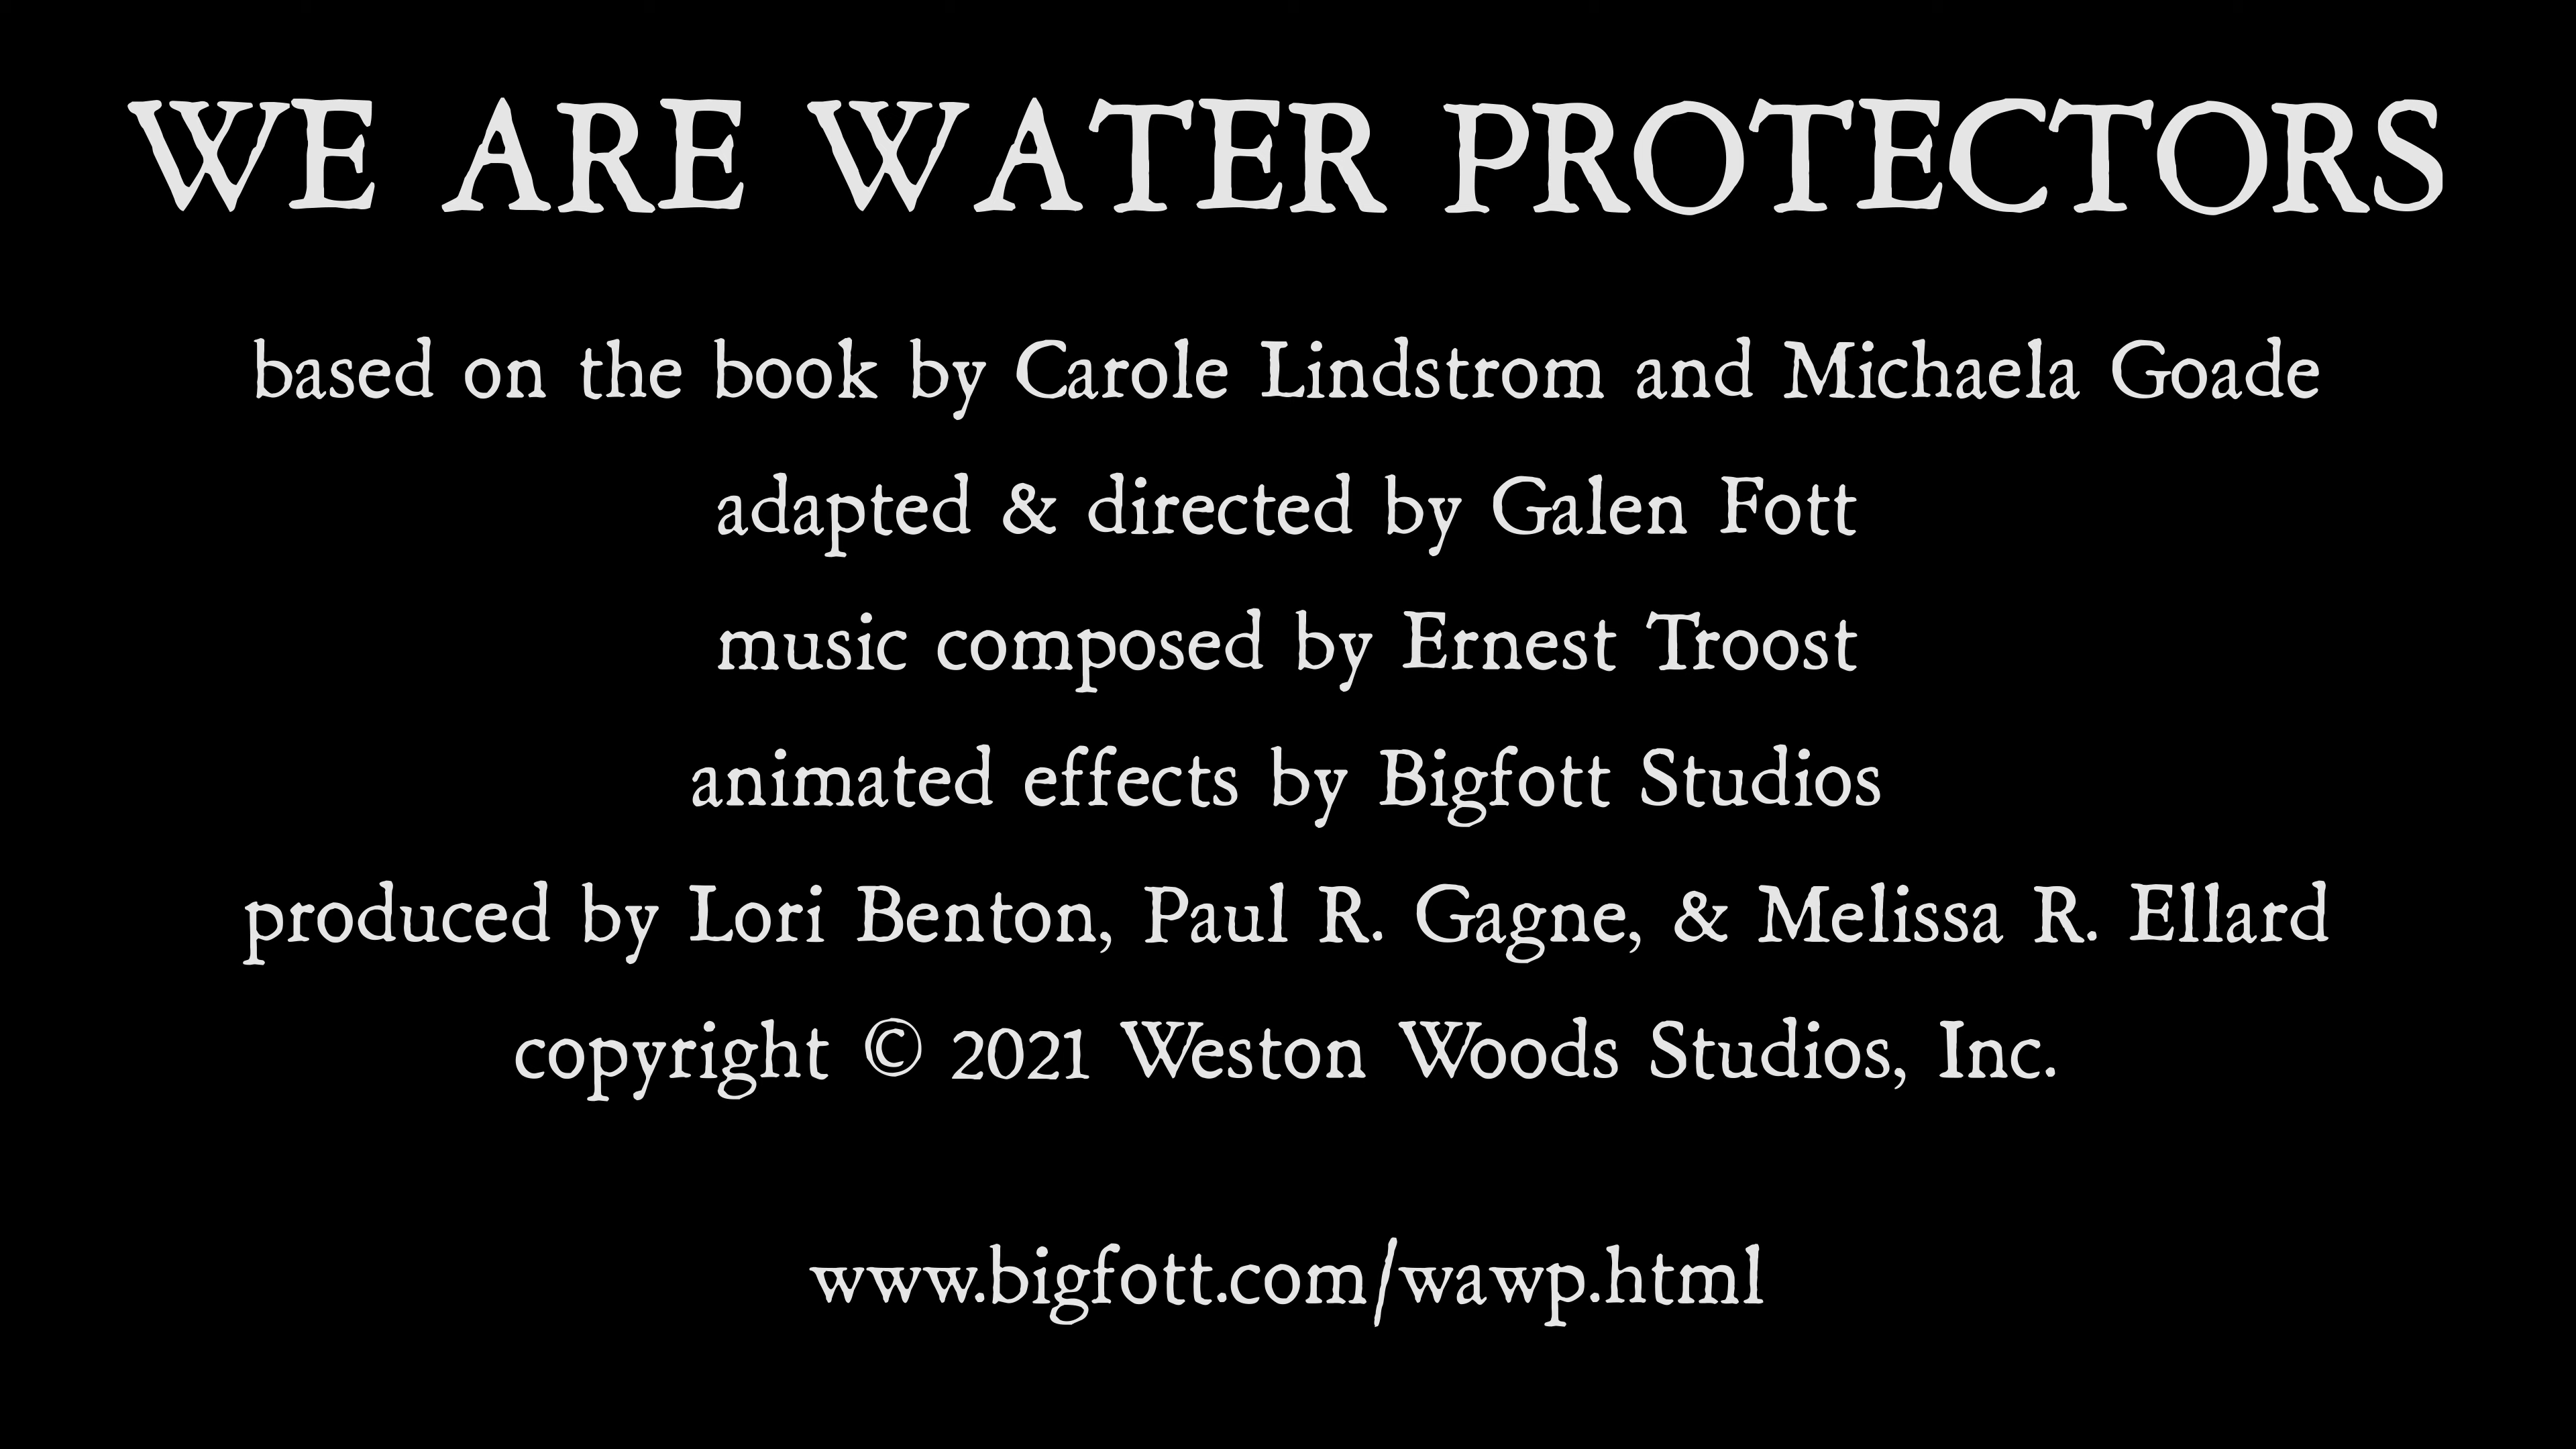 WE ARE WATER PROTECTORS
based on the book by Carole Lindstrom and Michaela Goade
adapted & directed by Galen Fott
music composed by Ernest Troost
animated effects by Bigfott Studios
produced by Lori Benton, Paul R. Gagne, & Melissa R. Ellard
copyright © 2021 Weston Woods Studios, Inc.
www.bigfott.com/wawp.html